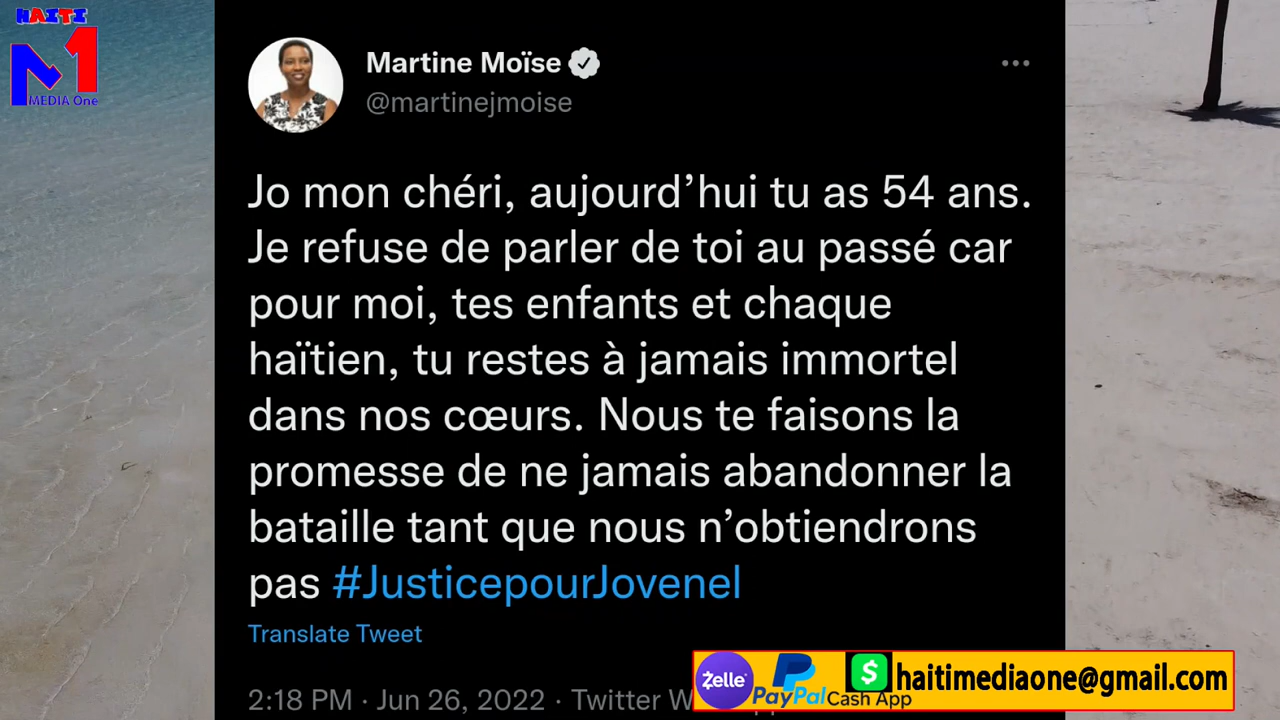 HAITI
M1
MEDIA One
Martine Moïse
@martinejmoise
Jo mon chéri, aujourd’hui tu as 54 ans.
Je refuse de parler de toi au passé car
pour moi, tes enfants et chaque
haïtien, tu restes à jamais immortel
dans nos cœurs. Nous te faisons la
promesse de ne jamais abandonner la
bataille tant que nous n’obtiendrons
pas #JusticepourJovenel
Translate Tweet
2:18 PM · Jun 26, 2022 · Twitter
Zelle PayPal $ Cash App haitimediaone@gmail.com